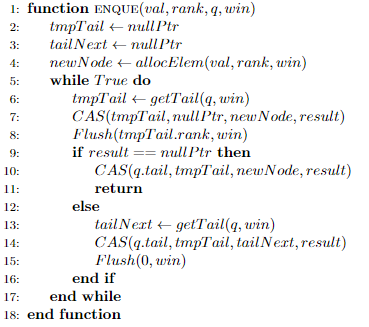 1: function ENQUE(val, rank, q, win)
2: tmpTail ← nullPtr
3: tailNext ← nullPtr
4: newNode ← allocElem(val, rank, win)
5: while True do
6: tmpTail ← getTail(q, win)
7: CAS(tmpTail, nullPtr, newNode, result)
8: Flush(tmpTail.rank, win)
9: if result == nullPtr then
10: CAS(q.tail, tmpTail, newNode, result)
11: return
12: else
13: tailNext ← getTail(q, win)
14: CAS(q.tail, tmpTail, tailNext, result)
15: Flush(0, win)
16: end if
17: end while
18: end function